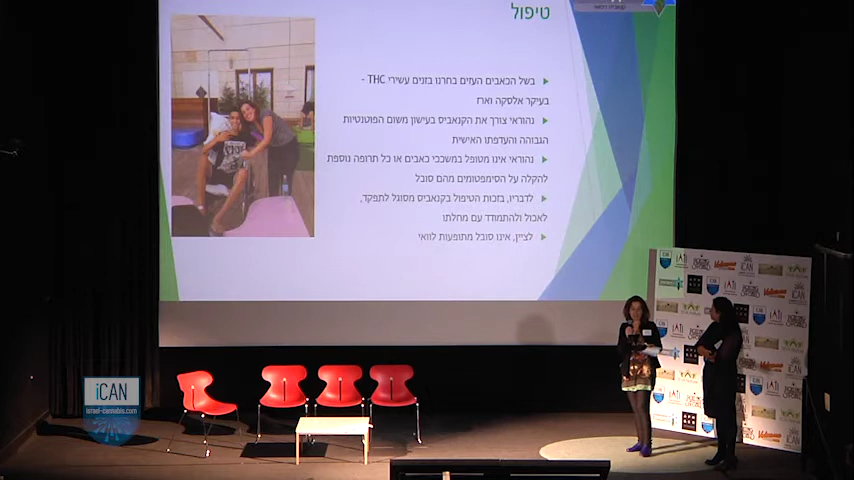 טיפול
בשל הכאבים העזים בחרנו בזנים עשירי THC -
בעיקר אלסקה וארז
נהוראי צורך את הקנאביס בעישון משום הפוטנטיות
הגבוהה והעדפתו האישית
נהוראי אינו מטופל במשככי כאבים או כל תרופה נוספת
להקלה על הסימפטומים מהם סובל
לדבריו, בזכות הטיפול בקנאביס מסוגל לתפקד,
לאכול ולהתמודד עם מחלתו
לציין, אינו סובל מתופעות לוואי
iCAN
israel-cannabis.com
iCAN
IATI